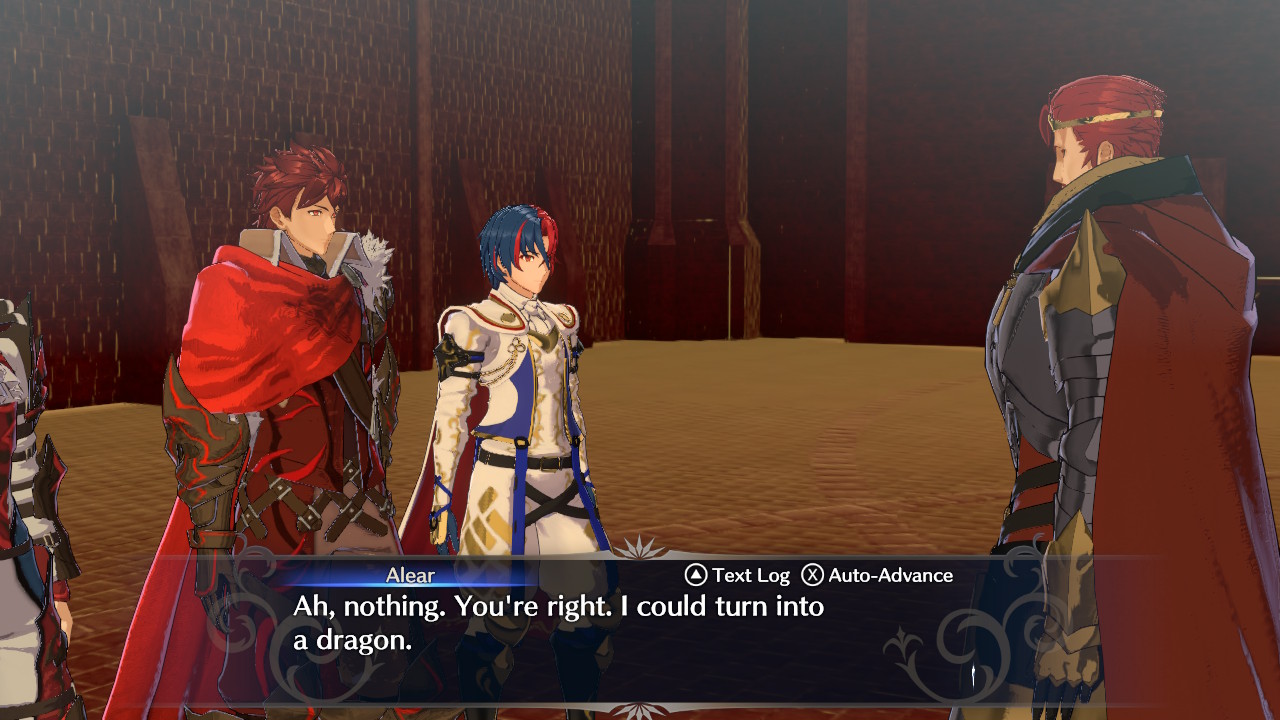 Alear
▲ Text Log Ⓧ Auto-Advance
Ah, nothing. You're right. I could turn into
a dragon.